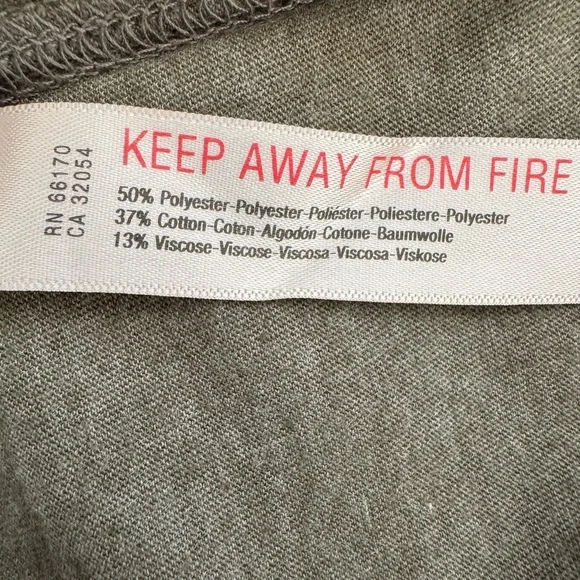 RN 66170
CA 32054
KEEP AWAY FROM FIRE
50% Polyester-Polyester-Poliéster-Poliestere-Polyester
37% Cotton-Coton-Algodón-Cotone-Baumwolle
13% Viscose-Viscose-Viscosa-Viscosa-Viskose